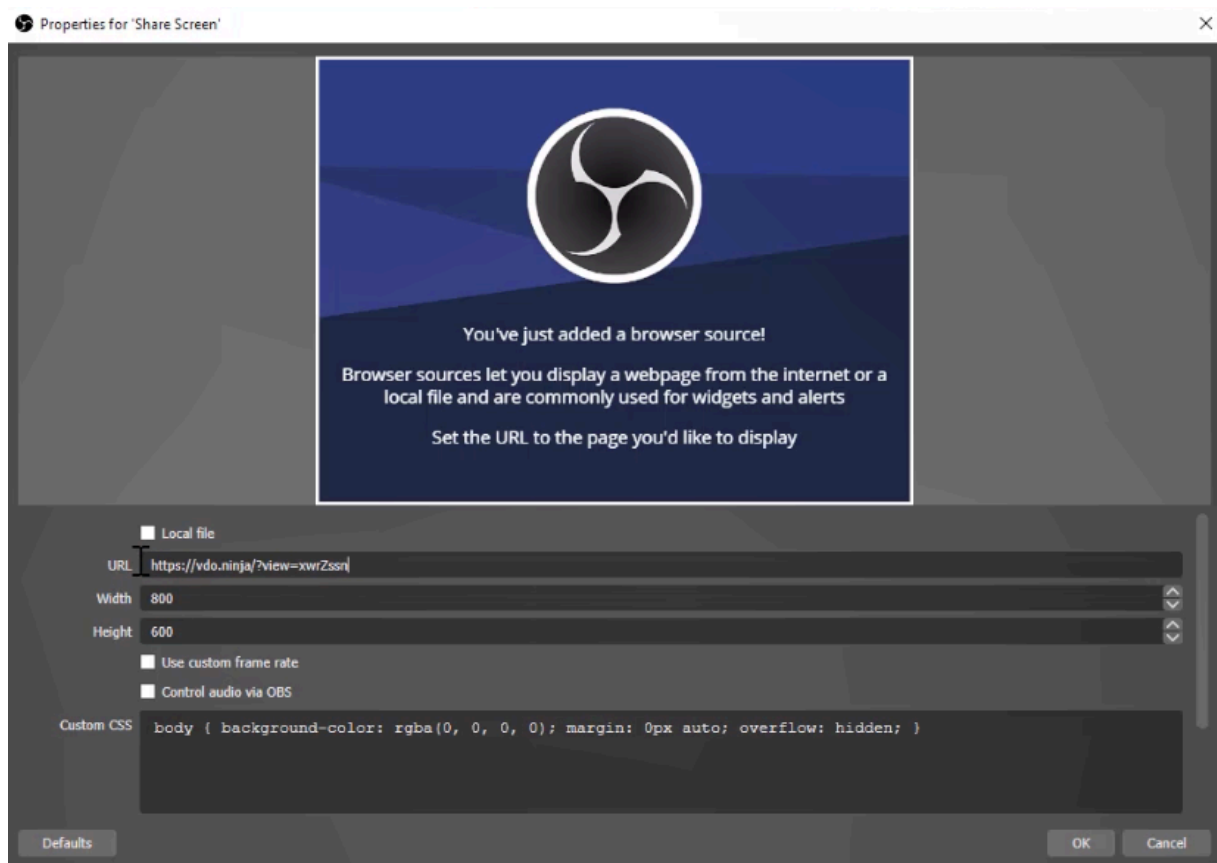 Properties for 'Share Screen'
You've just added a browser source!
Browser sources let you display a webpage from the internet or a
local file and are commonly used for widgets and alerts
Set the URL to the page you'd like to display
Local file
URL https://vdo.ninja/?view=xwrZssn
Width 800
Height 600
Use custom frame rate
Control audio via OBS
Custom CSS body { background-color: rgba(0, 0, 0, 0); margin: 0px auto; overflow: hidden; }
Defaults OK Cancel